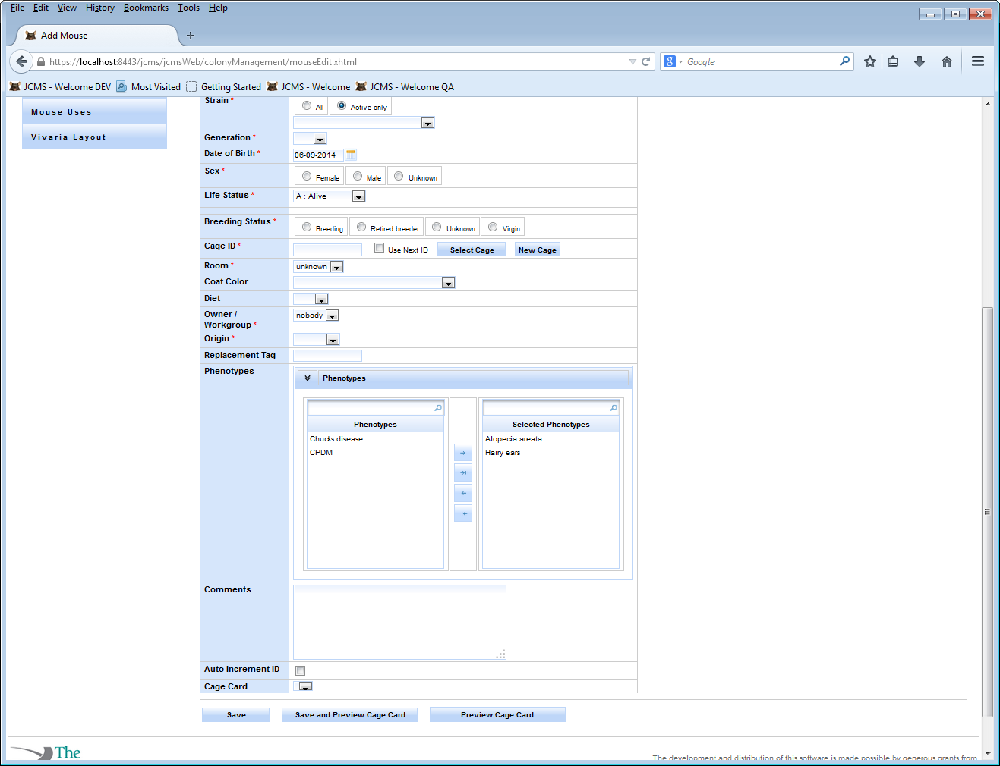 File Edit View History Bookmarks Tools Help
Add Mouse
https://localhost:8443/jcms/jcmsWeb/colonyManagement/mouseEdit.xhtml
Google
JCMS - Welcome DEV Most Visited Getting Started JCMS - Welcome JCMS - Welcome QA
Mouse Uses
Vivaria Layout
Strain * All Active only
Generation *
Date of Birth * 06-09-2014
Sex * Female Male Unknown
Life Status * A : Alive
Breeding Status * Breeding Retired breeder Unknown Virgin
Cage ID * Use Next ID Select Cage New Cage
Room * unknown
Coat Color
Diet
Owner / Workgroup * nobody
Origin *
Replacement Tag
Phenotypes Phenotypes
Phenotypes Selected Phenotypes
Chucks disease Alopecia areata
CPDM Hairy ears
Comments
Auto Increment ID
Cage Card
Save Save and Preview Cage Card Preview Cage Card
The
The development and distribution of this software is made possible by generous grants from